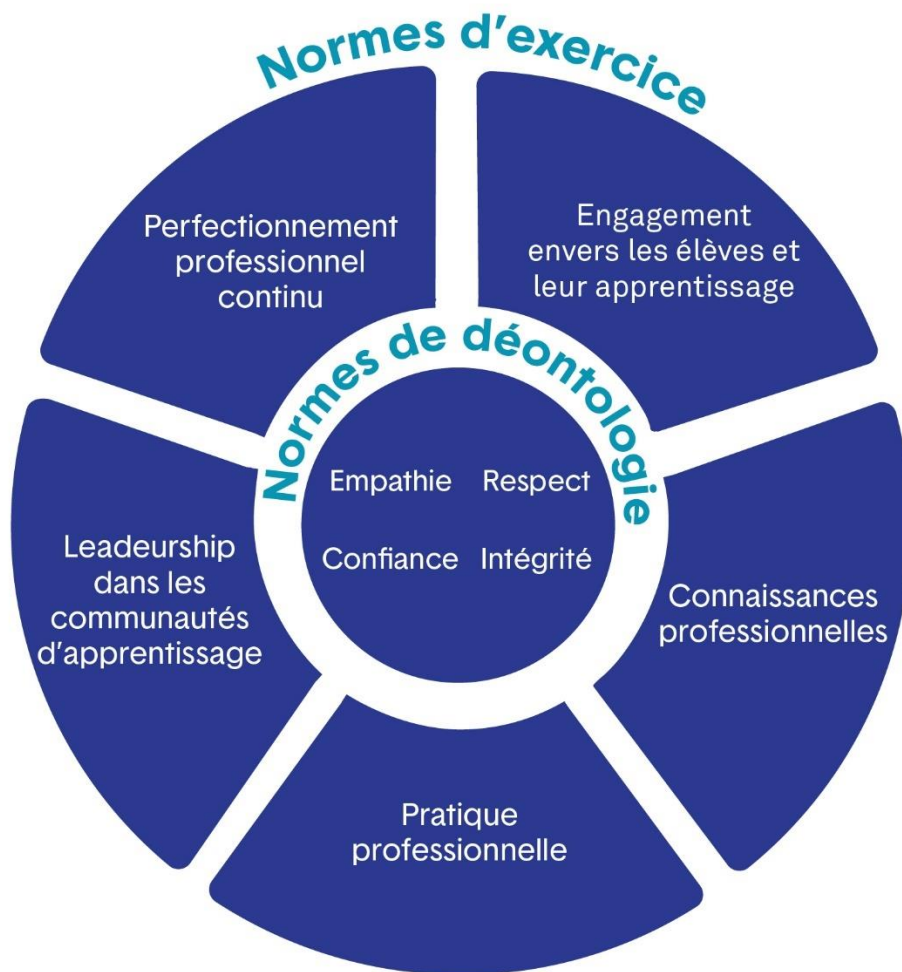 Normes d'exercice
Perfectionnement
professionnel
continu
Engagement
envers les élèves et
leur apprentissage
Normes de déontologie
Empathie Respect
Confiance Intégrité
Leadeurship
dans les
communautés
d'apprentissage
Connaissances
professionnelles
Pratique
professionnelle